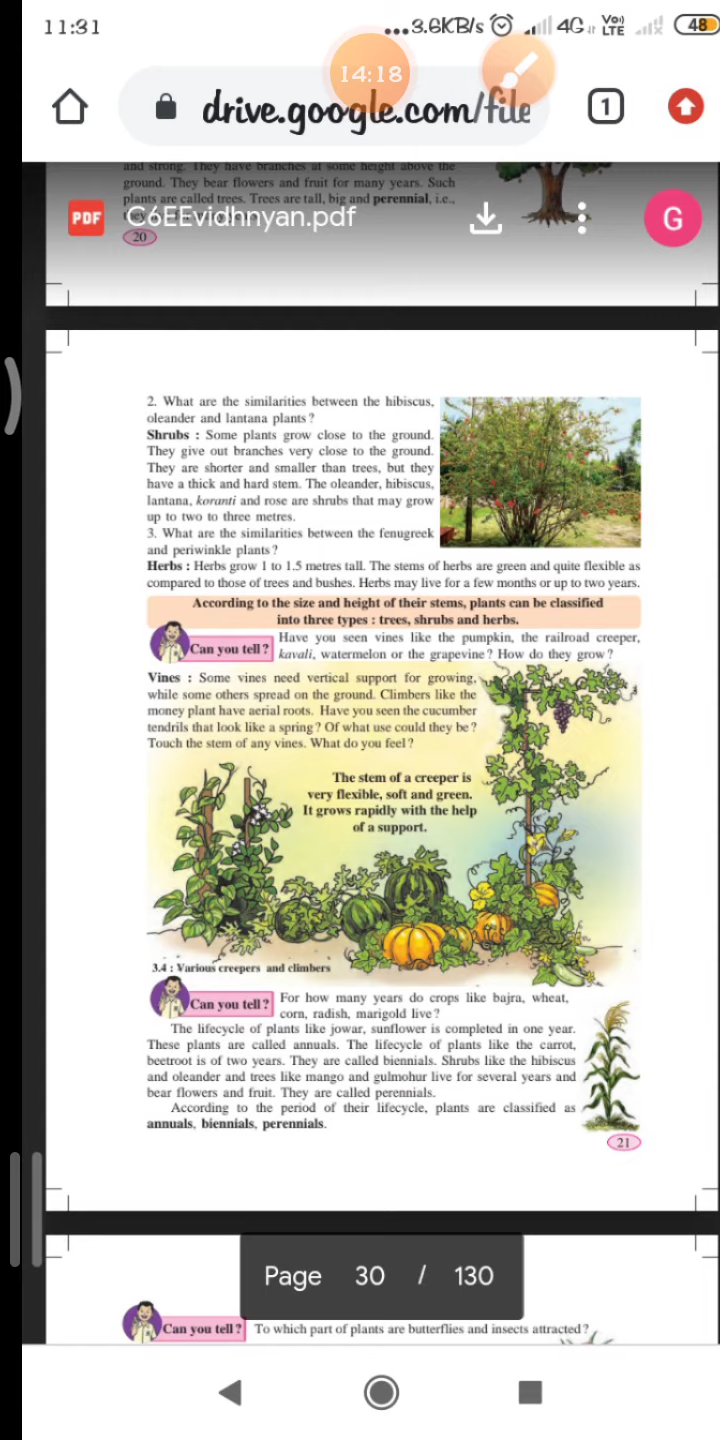 11:31
...3.6KB/s 4G Vo) LTE 48
14:18
drive.google.com/file
1
and strong. They have branches at some height above the
ground. They bear flowers and fruit for many years. Such
plants are called trees. Trees are tall, big and perennial, i.e.,
PDF C6EEvidhnyan.pdf G
20
2. What are the similarities between the hibiscus,
oleander and lantana plants ?
Shrubs : Some plants grow close to the ground.
They give out branches very close to the ground.
They are shorter and smaller than trees, but they
have a thick and hard stem. The oleander, hibiscus,
lantana, koranti and rose are shrubs that may grow
up to two to three metres.
3. What are the similarities between the fenugreek
and periwinkle plants ?
Herbs : Herbs grow 1 to 1.5 metres tall. The stems of herbs are green and quite flexible as
compared to those of trees and bushes. Herbs may live for a few months or up to two years.
According to the size and height of their stems, plants can be classified
into three types : trees, shrubs and herbs.
Can you tell ? Have you seen vines like the pumpkin, the railroad creeper,
kavali, watermelon or the grapevine ? How do they grow ?
Vines : Some vines need vertical support for growing,
while some others spread on the ground. Climbers like the
money plant have aerial roots. Have you seen the cucumber
tendrils that look like a spring ? Of what use could they be ?
Touch the stem of any vines. What do you feel ?
The stem of a creeper is
very flexible, soft and green.
It grows rapidly with the help
of a support.
3.4 : Various creepers and climbers
Can you tell ? For how many years do crops like bajra, wheat,
corn, radish, marigold live ?
The lifecycle of plants like jowar, sunflower is completed in one year.
These plants are called annuals. The lifecycle of plants like the carrot,
beetroot is of two years. They are called biennials. Shrubs like the hibiscus
and oleander and trees like mango and gulmohur live for several years and
bear flowers and fruit. They are called perennials.
According to the period of their lifecycle, plants are classified as
annuals, biennials, perennials.
21
Page 30 / 130
Can you tell ? To which part of plants are butterflies and insects attracted ?